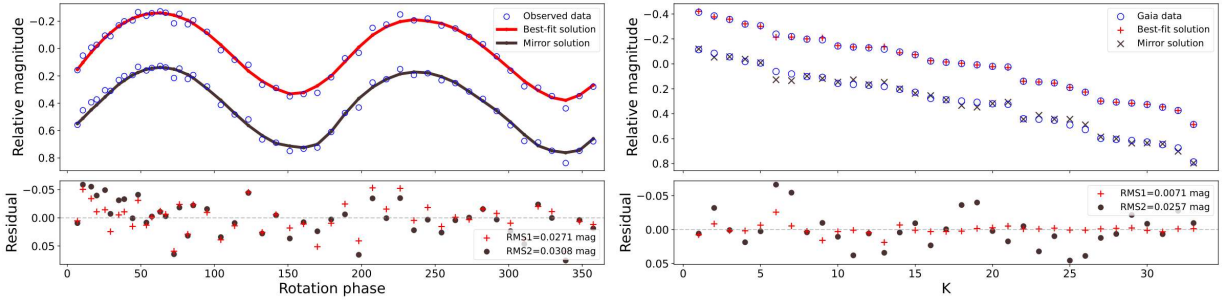 Relative magnitude
−0.2
0.0
0.2
0.4
0.6
0.8
Observed data
Best-fit solution
Mirror solution
Residual
−0.05
0.00
0.05
RMS1=0.0271 mag
RMS2=0.0308 mag
0
50
100
150
200
250
300
350
Rotation phase
Relative magnitude
−0.4
−0.2
0.0
0.2
0.4
0.6
0.8
Gaia data
Best-fit solution
Mirror solution
Residual
−0.05
0.00
0.05
RMS1=0.0071 mag
RMS2=0.0257 mag
0
5
10
15
20
25
30
K